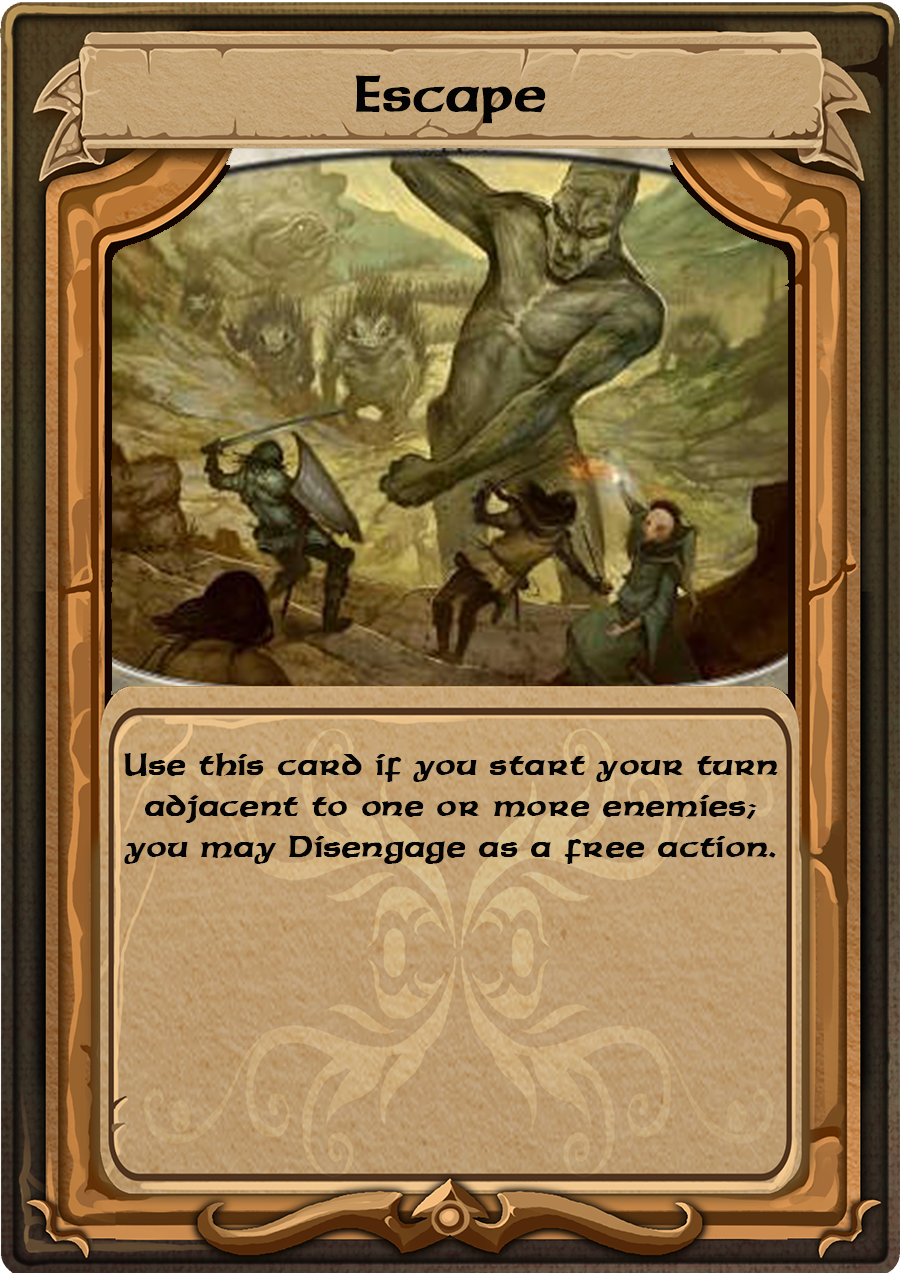 Escape
Use this card if you start your turn
adjacent to one or more enemies;
you may Disengage as a free action.